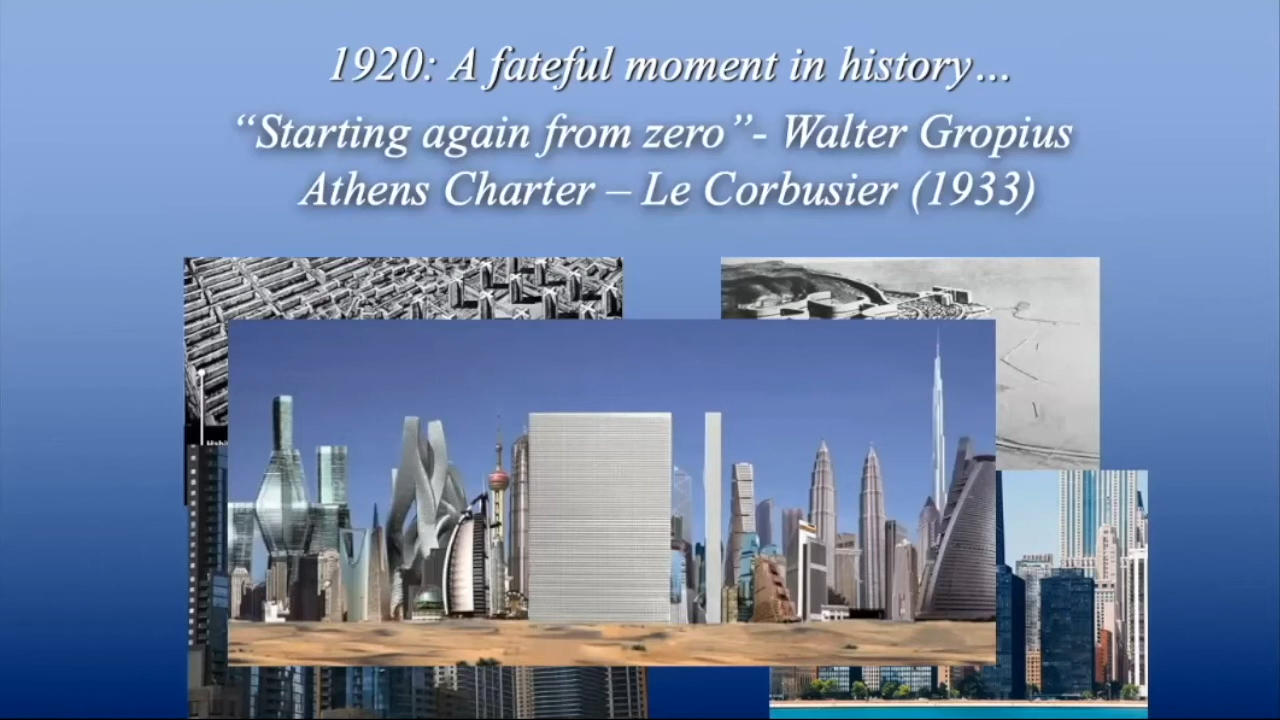 1920: A fateful moment in history…
“Starting again from zero”- Walter Gropius
Athens Charter – Le Corbusier (1933)